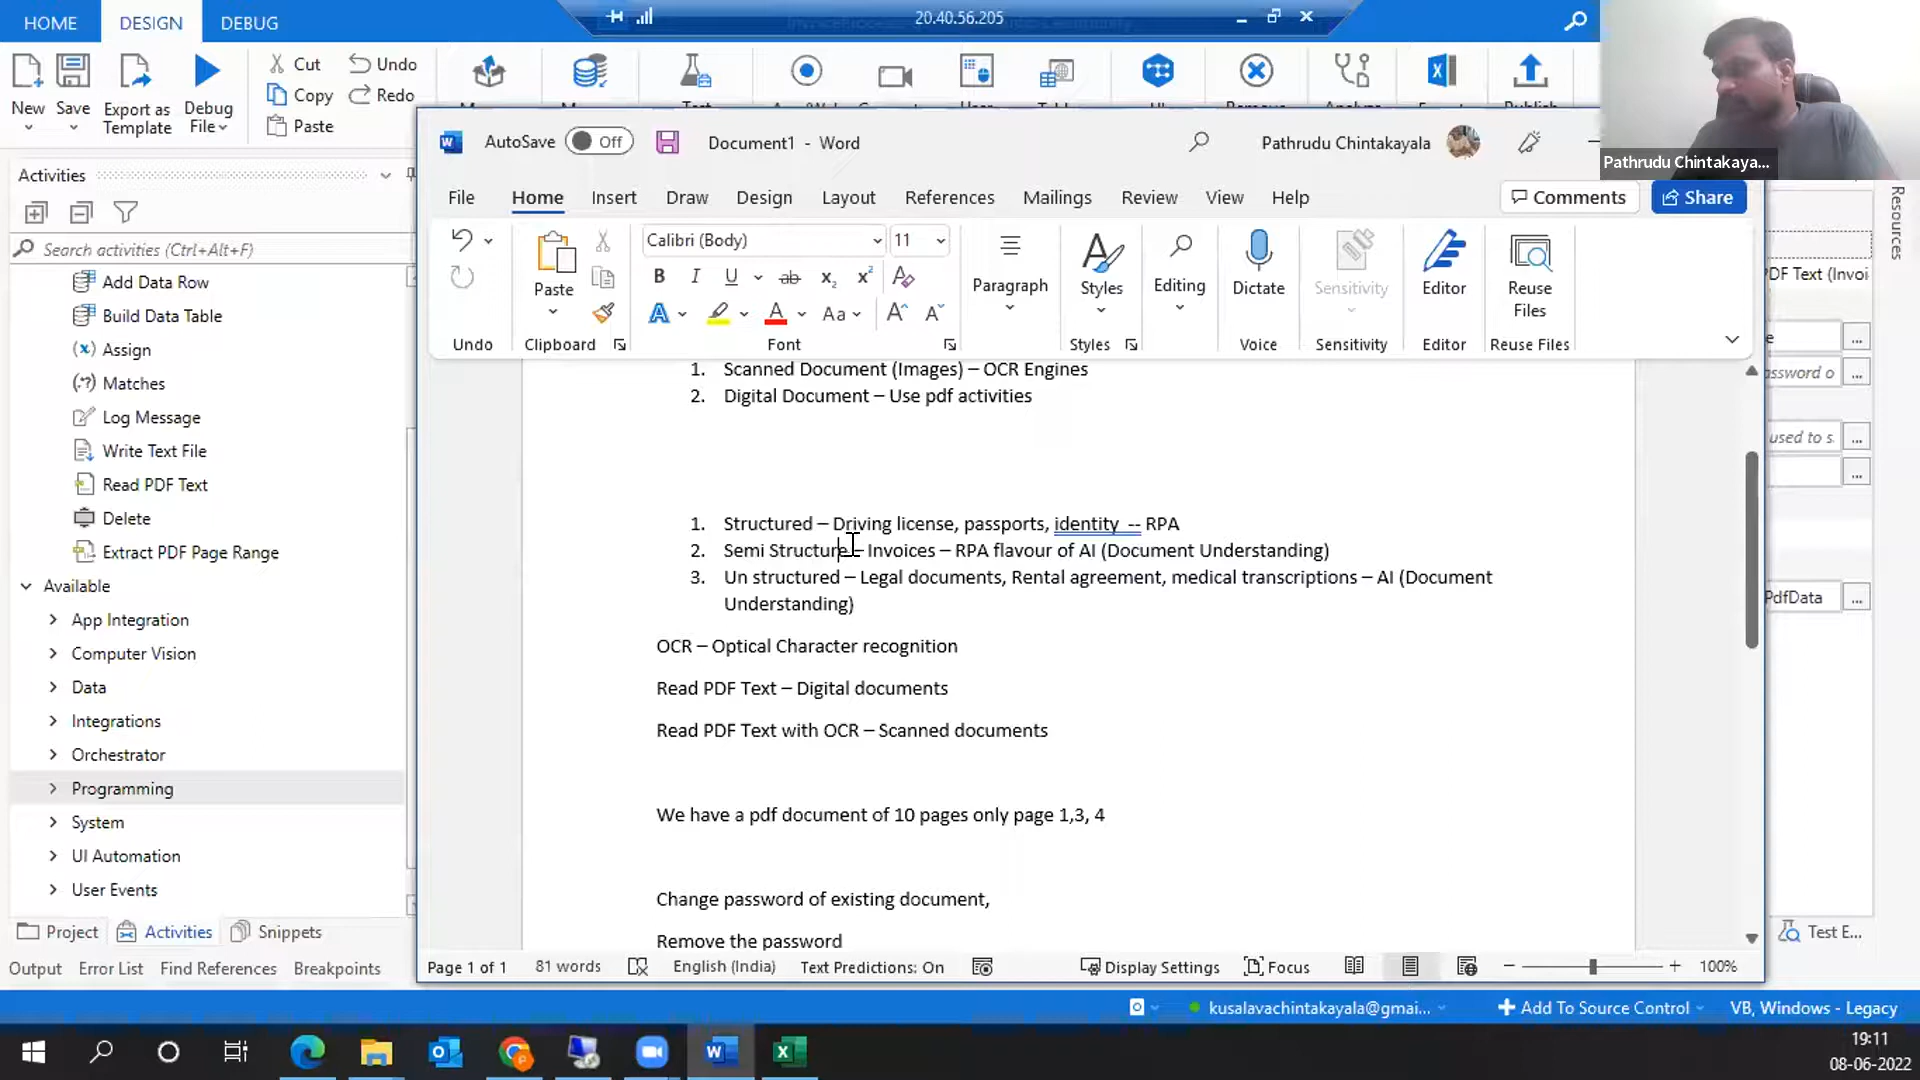 HOME DESIGN DEBUG
20.40.56.205
New Save Export as Template Debug File
Cut Undo
Copy Redo
Paste
Pathrudu Chintakaya...
AutoSave Off Document1 - Word Pathrudu Chintakayala
File Home Insert Draw Design Layout References Mailings Review View Help Comments Share
Calibri (Body) 11
Paste Paragraph Styles Editing Dictate Sensitivity Editor Reuse Files
Undo Clipboard Font Styles Voice Sensitivity Editor Reuse Files
Activities
Search activities (Ctrl+Alt+F)
Add Data Row
Build Data Table
Assign
Matches
Log Message
Write Text File
Read PDF Text
Delete
Extract PDF Page Range
Available
App Integration
Computer Vision
Data
Integrations
Orchestrator
Programming
System
UI Automation
User Events
Project Activities Snippets
Output Error List Find References Breakpoints
1. Scanned Document (Images) – OCR Engines
2. Digital Document – Use pdf activities
1. Structured – Driving license, passports, identity -- RPA
2. Semi Structure – Invoices – RPA flavour of AI (Document Understanding)
3. Un structured – Legal documents, Rental agreement, medical transcriptions – AI (Document
Understanding)
OCR – Optical Character recognition
Read PDF Text – Digital documents
Read PDF Text with OCR – Scanned documents
We have a pdf document of 10 pages only page 1,3, 4
Change password of existing document,
Remove the password
Page 1 of 1 81 words English (India) Text Predictions: On Display Settings Focus 100%
Resources
PDF Text (Invoi
e ...
assword o ...
used to s ...
...
PdfData ...
Test E...
kusalavachintakayala@gmai... Add To Source Control VB, Windows - Legacy
19:11
08-06-2022